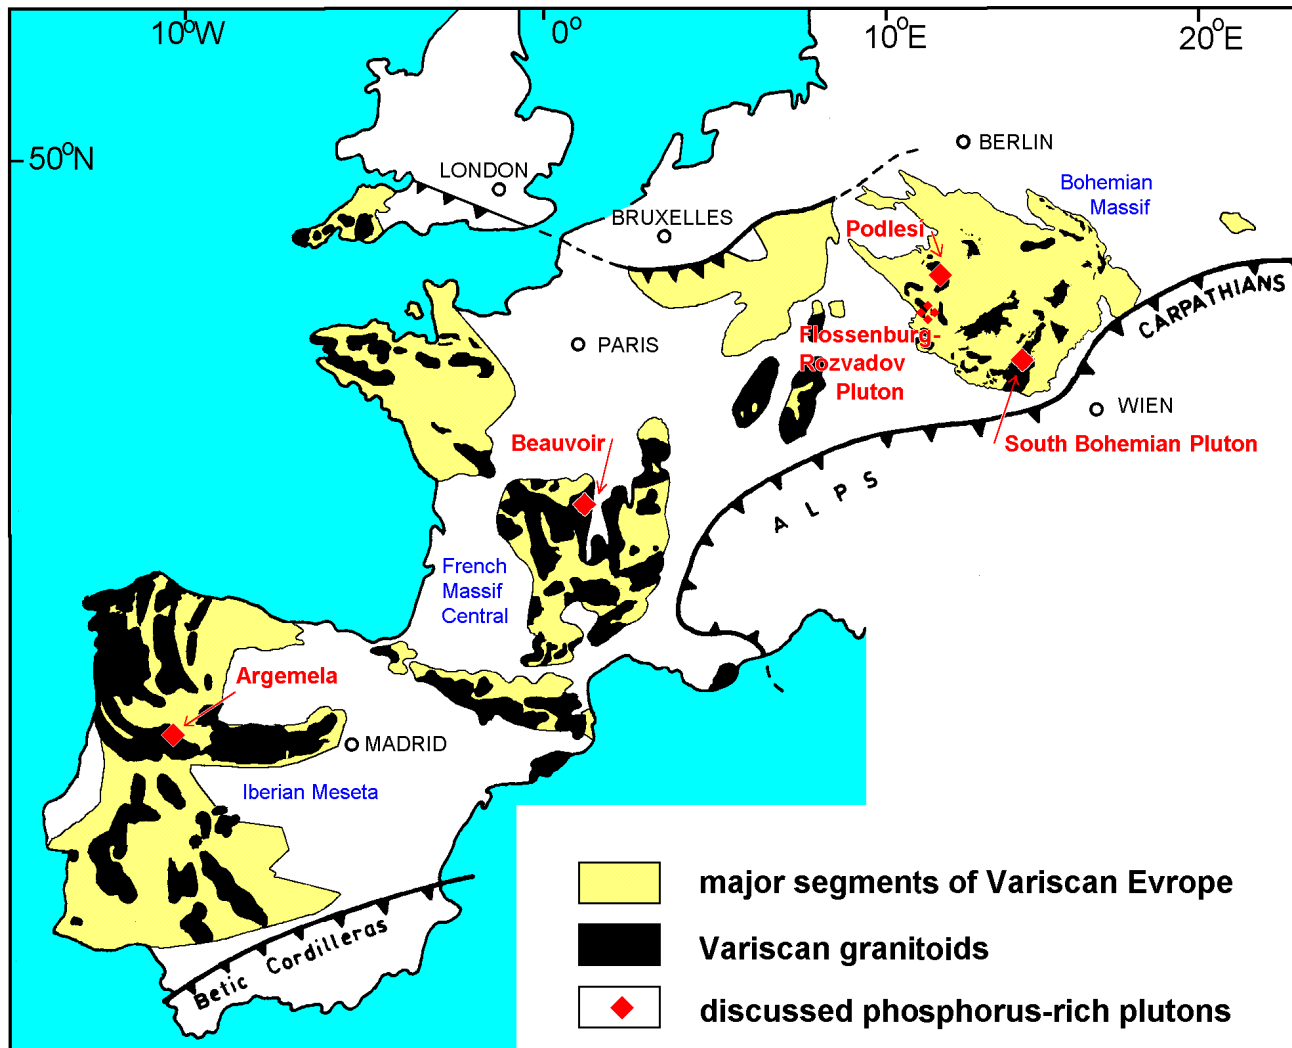 10°W
0°
10°E
20°E
50°N
BERLIN
LONDON
Bohemian
Massif
BRUXELLES
Podlesí
CARPATHIANS
PARIS
Flossenburg-
Rozvadov
Pluton
WIEN
Beauvoir
South Bohemian Pluton
ALPS
French
Massif
Central
Argemela
MADRID
Iberian Meseta
Betic Cordilleras
major segments of Variscan Evrope
Variscan granitoids
discussed phosphorus-rich plutons